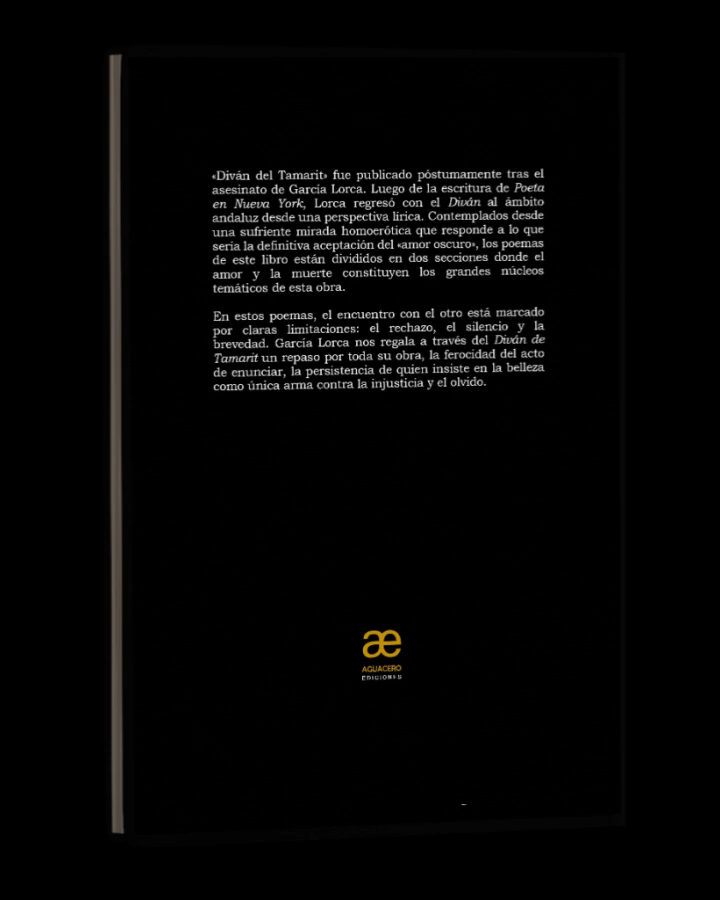 «Diván del Tamarit» fue publicado póstumamente tras el
asesinato de García Lorca. Luego de la escritura de Poeta
en Nueva York, Lorca regresó con el Diván al ámbito
andaluz desde una perspectiva lírica. Contemplados desde
una sufriente mirada homoerótica que responde a lo que
sería la definitiva aceptación del «amor oscuro», los poemas
de este libro están divididos en dos secciones donde el
amor y la muerte constituyen los grandes núcleos
temáticos de esta obra.
En estos poemas, el encuentro con el otro está marcado
por claras limitaciones: el rechazo, el silencio y la
brevedad. García Lorca nos regala a través del Diván de
Tamarit un repaso por toda su obra, la ferocidad del acto
de enunciar, la persistencia de quien insiste en la belleza
como única arma contra la injusticia y el olvido.
æ
AGUACERO
EDICIONES